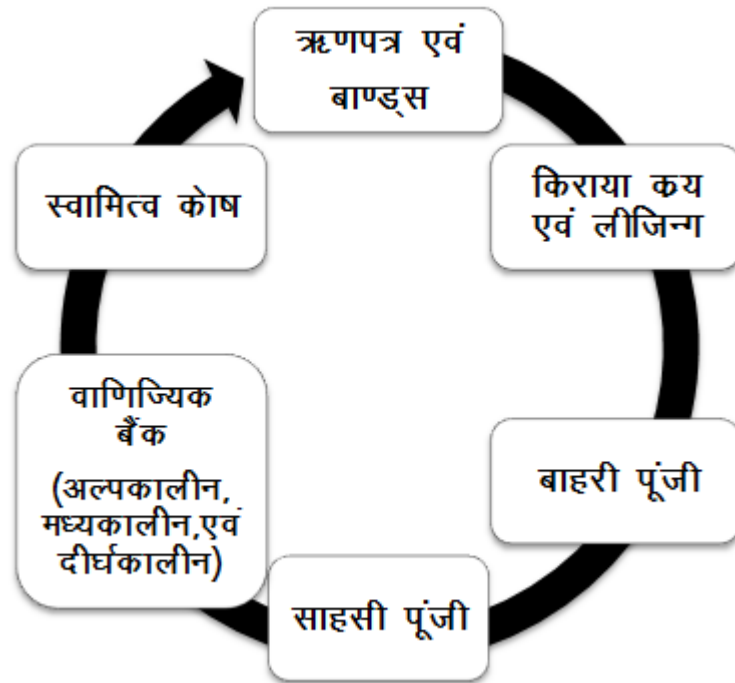 ऋणपत्र एवं
बाण्ड्स
किराया क्रय
एवं लीजिन्ग
बाहरी पूंजी
साहसी पूंजी
वाणिज्यिक
बैंक
(अल्पकालीन,
मध्यकालीन,एवं
दीर्घकालीन)
स्वामित्व कोष